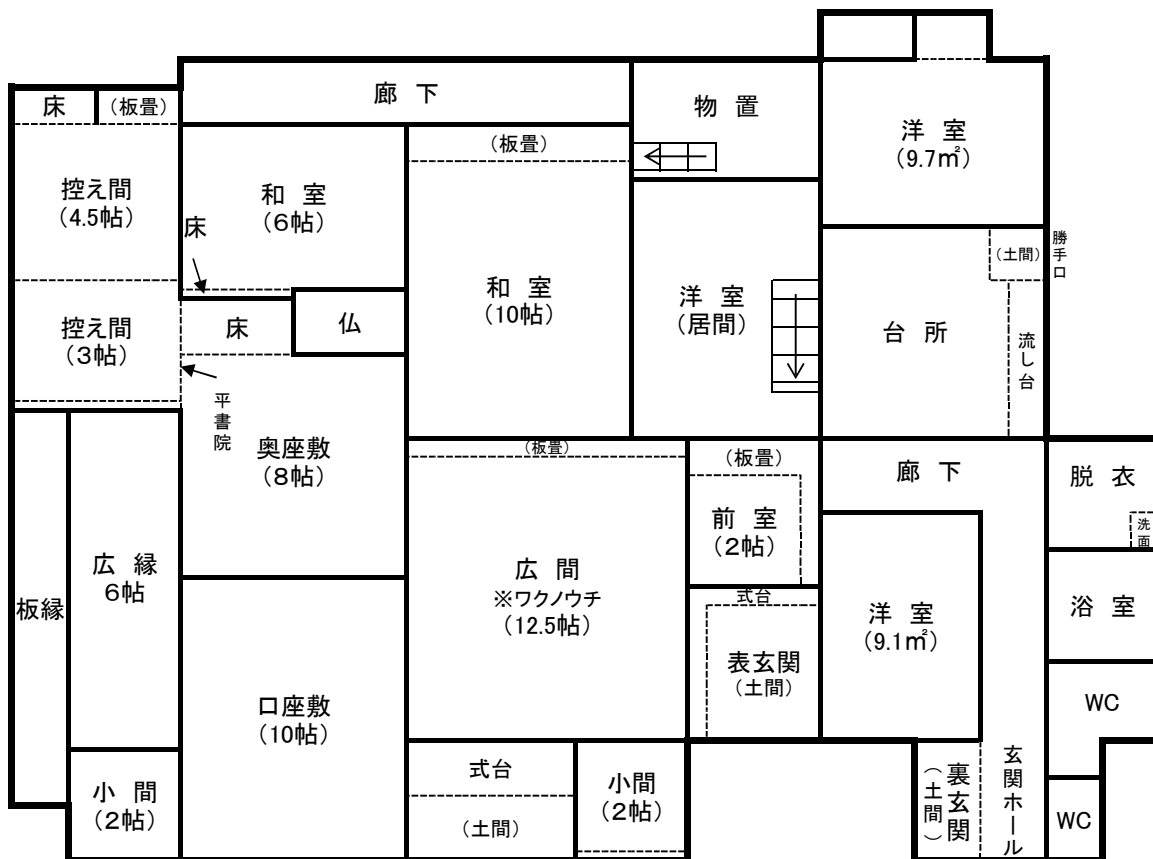 床
（板畳）
廊下
物置
洋室
（9.7㎡）
控え間
（4.5帖）
和室
（6帖）
床
（板畳）
和室
（10帖）
洋室
（居間）
（土間）
勝手口
台所
流し台
控え間
（3帖）
床
仏
平書院
奥座敷
（8帖）
（板畳）
（板畳）
前室
（2帖）
廊下
脱衣
洗面
広縁
6帖
板縁
広間
※ワクノウチ
（12.5帖）
式台
表玄関
（土間）
洋室
（9.1㎡）
浴室
WC
口座敷
（10帖）
小間
（2帖）
式台
（土間）
小間
（2帖）
裏玄関
（土間）
玄関ホール
WC